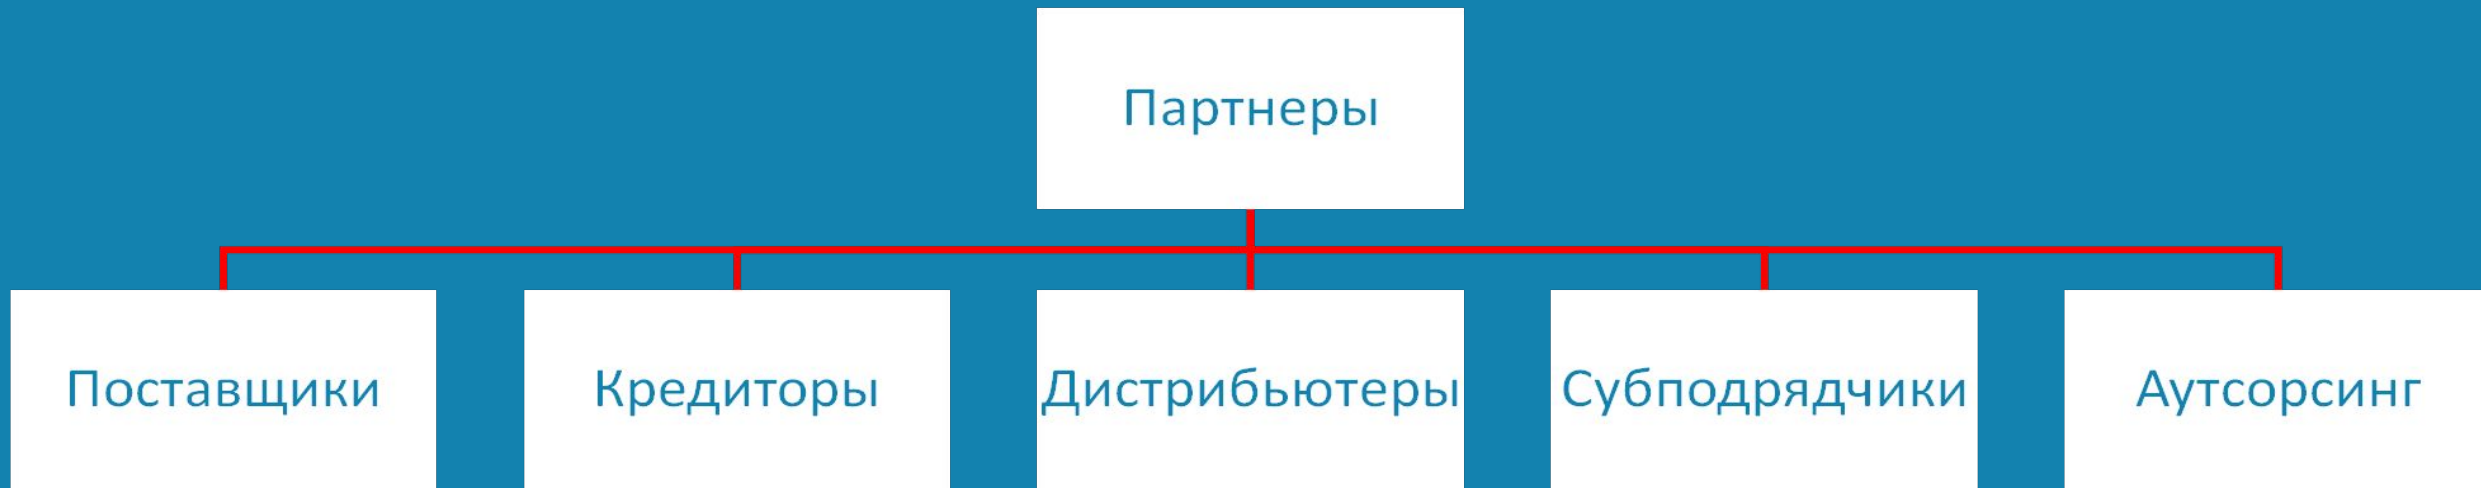 Партнеры
Поставщики
Кредиторы
Дистрибьютеры
Субподрядчики
Аутсорсинг